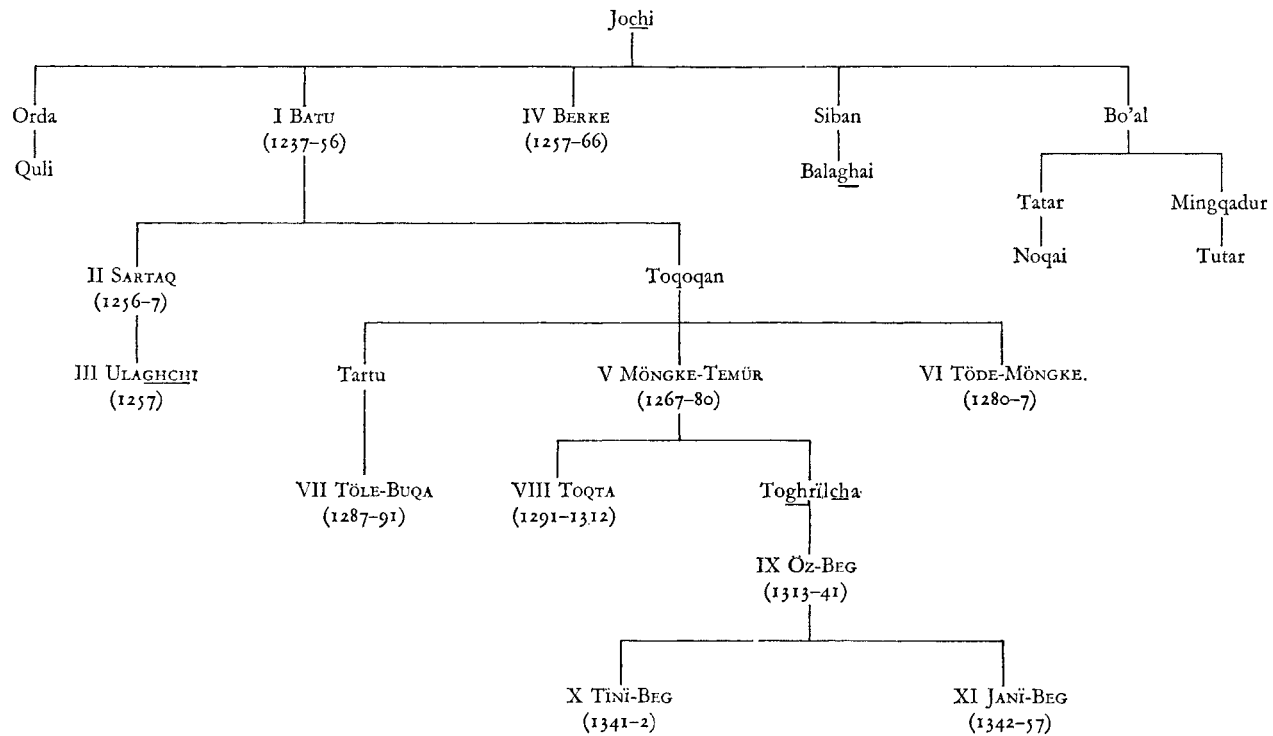 Jochi
Orda
I BATU
IV BERKE
Siban
Bo'al
(1237–56)
(1257–66)
Quli
Balaghai
Tatar
Mingqadur
Noqai
Tutar
II SARTAQ
Toqoqan
(1256–7)
III ULAGHCHI
Tartu
V MÖNGKE-TEMÜR
VI TÖDE-MÖNGKE.
(1257)
(1267–80)
(1280–7)
VII TÖLE-BUQA
VIII TOQTA
Toghrïlcha
(1287–91)
(1291–1312)
IX ÖZ-BEG
(1313–41)
X TÏNÏ-BEG
XI JANÏ-BEG
(1341–2)
(1342–57)